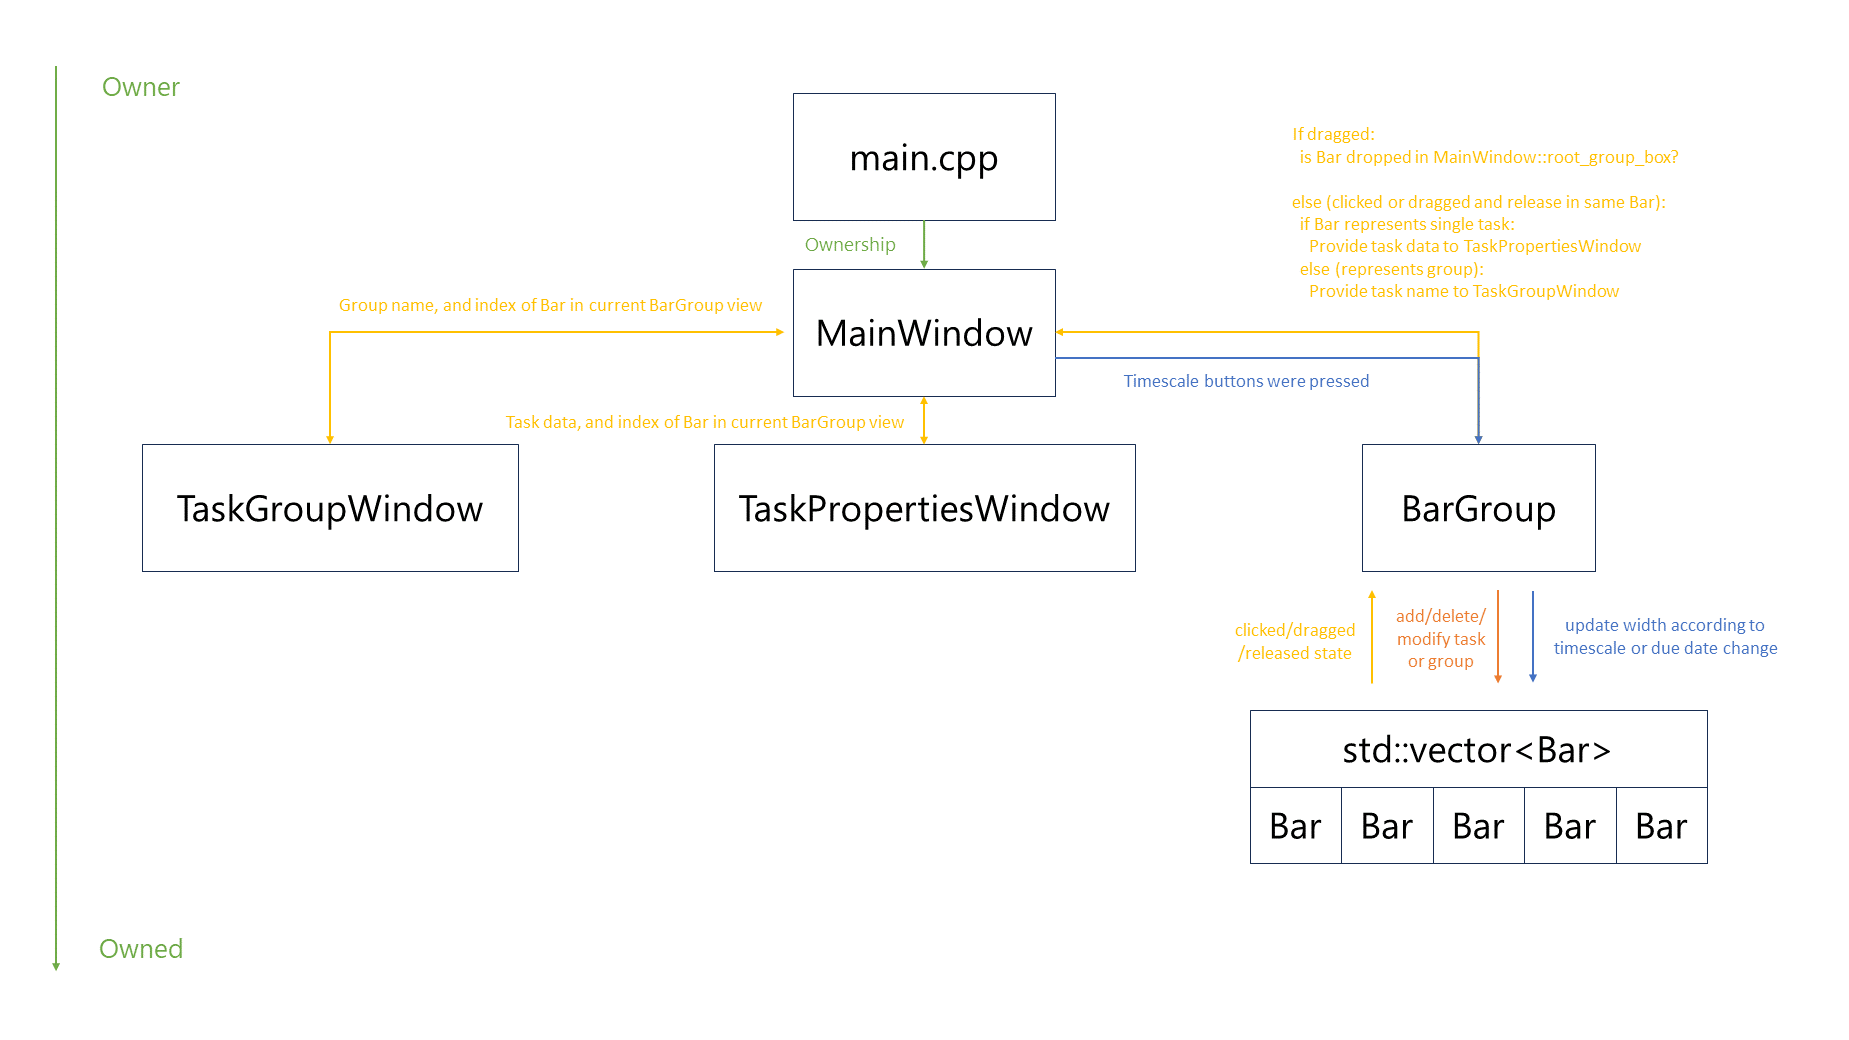 Owner
main.cpp
If dragged:
is Bar dropped in MainWindow::root_group_box?
else (clicked or dragged and release in same Bar):
if Bar represents single task:
Provide task data to TaskPropertiesWindow
else (represents group):
Provide task name to TaskGroupWindow
Ownership
Group name, and index of Bar in current BarGroup view
MainWindow
Timescale buttons were pressed
Task data, and index of Bar in current BarGroup view
TaskGroupWindow
TaskPropertiesWindow
BarGroup
clicked/dragged
/released state
add/delete/
modify task
or group
update width according to
timescale or due date change
std::vector<Bar>
Bar Bar Bar Bar Bar
Owned